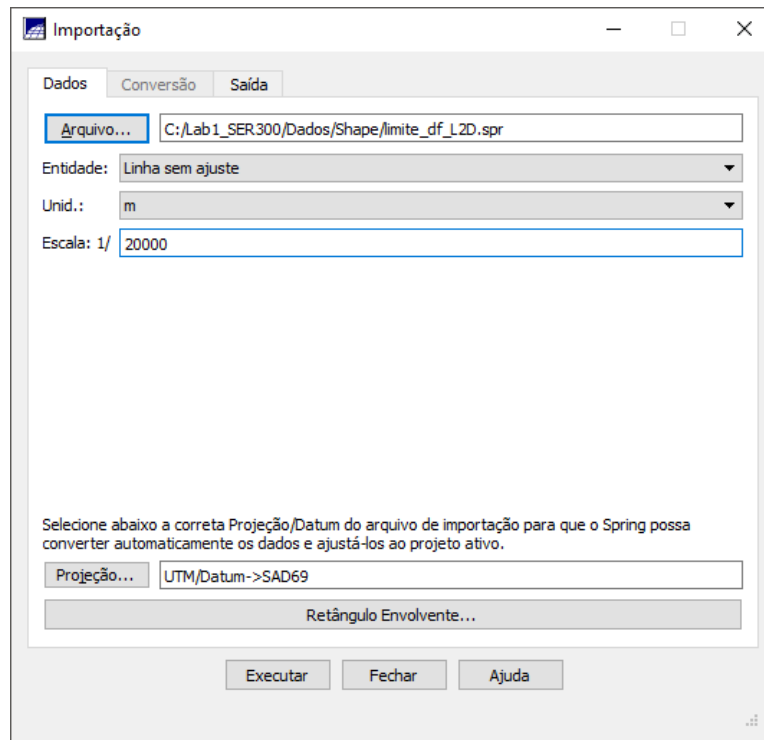 Importação
Dados Conversão Saída
Arquivo... C:/Lab1_SER300/Dados/Shape/limite_df_L2D.spr
Entidade: Linha sem ajuste
Unid.: m
Escala: 1/ 20000
Selecione abaixo a correta Projeção/Datum do arquivo de importação para que o Spring possa
converter automaticamente os dados e ajustá-los ao projeto ativo.
Projeção... UTM/Datum->SAD69
Retângulo Envolvente...
Executar Fechar Ajuda